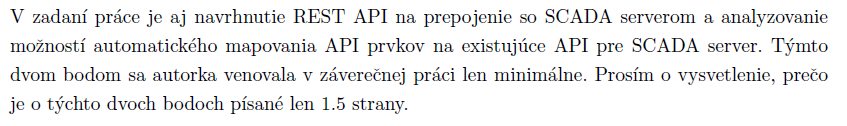 V zadaní práce je aj navrhnutie REST API na prepojenie so SCADA serverom a analyzovanie
možností automatického mapovania API prvkov na existujúce API pre SCADA server. Týmto
dvom bodom sa autorka venovala v záverečnej práci len minimálne. Prosím o vysvetlenie, prečo
je o týchto dvoch bodoch písané len 1.5 strany.